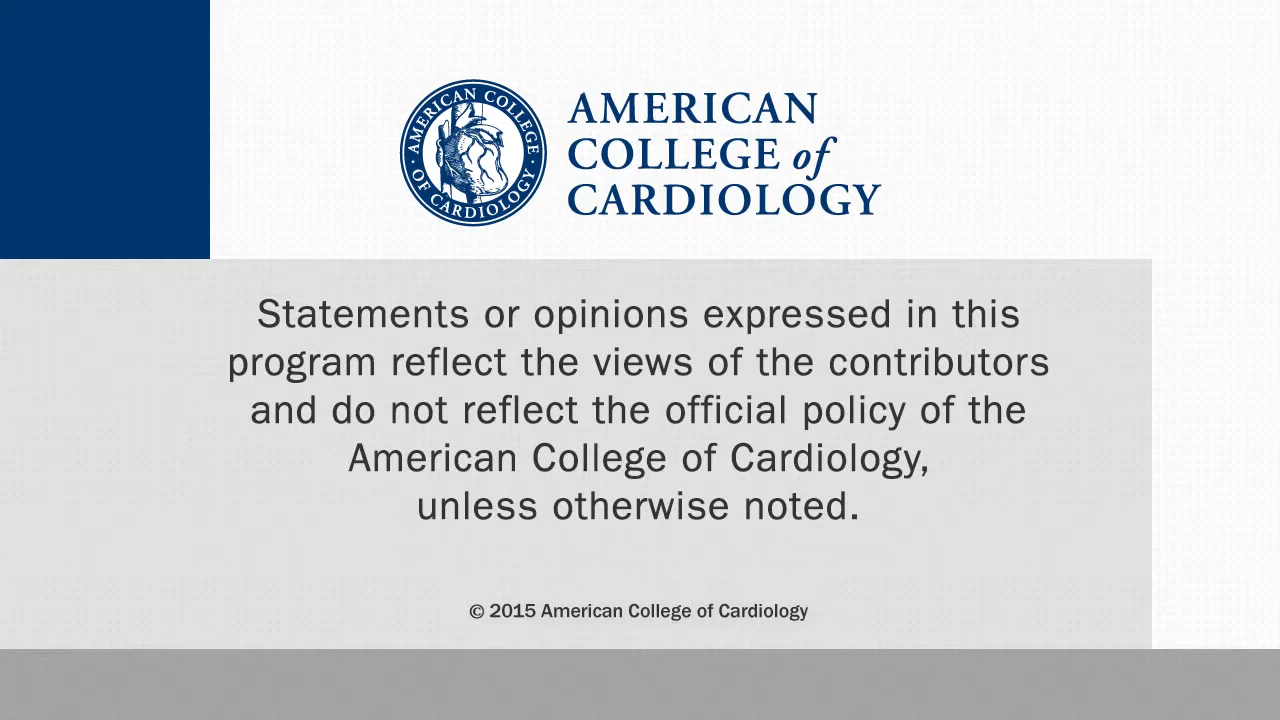 AMERICAN COLLEGE
OF CARDIOLOGY
AMERICAN
COLLEGE of
CARDIOLOGY
Statements or opinions expressed in this
program reflect the views of the contributors
and do not reflect the official policy of the
American College of Cardiology,
unless otherwise noted.
© 2015 American College of Cardiology